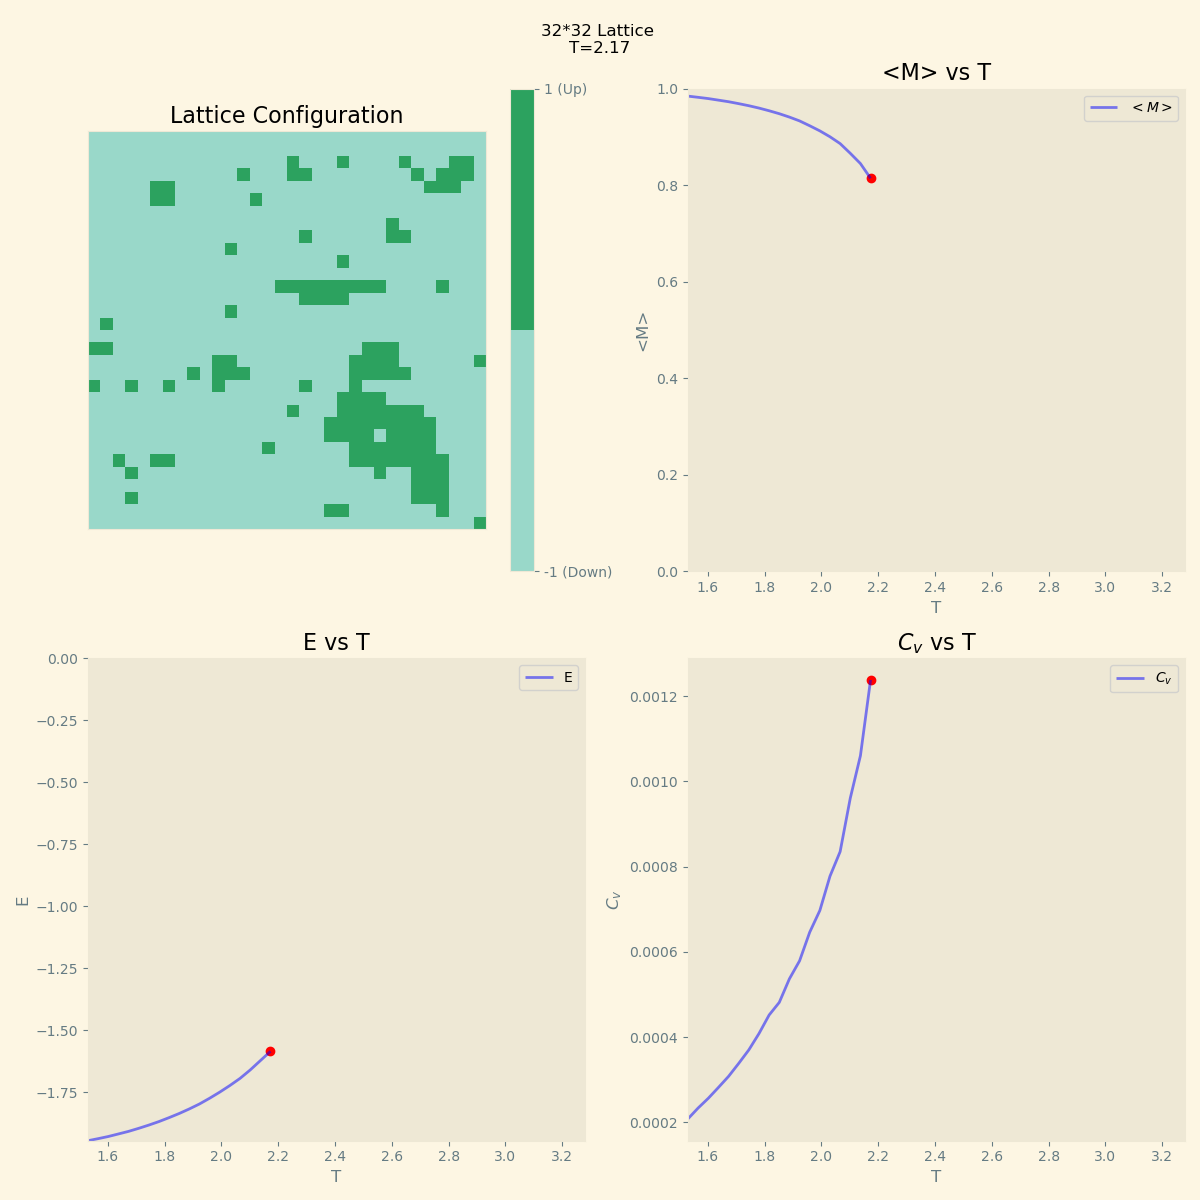 32*32 Lattice
T=2.17
Lattice Configuration
1 (Up)
-1 (Down)
<M> vs T
1.0
0.8
0.6
0.4
0.2
0.0
<M>
< M >
1.6 1.8 2.0 2.2 2.4 2.6 2.8 3.0 3.2
T
E vs T
0.00
−0.25
−0.50
−0.75
−1.00
−1.25
−1.50
−1.75
E
E
1.6 1.8 2.0 2.2 2.4 2.6 2.8 3.0 3.2
T
Cᵥ vs T
0.0012
0.0010
0.0008
0.0006
0.0004
0.0002
Cᵥ
Cᵥ
1.6 1.8 2.0 2.2 2.4 2.6 2.8 3.0 3.2
T